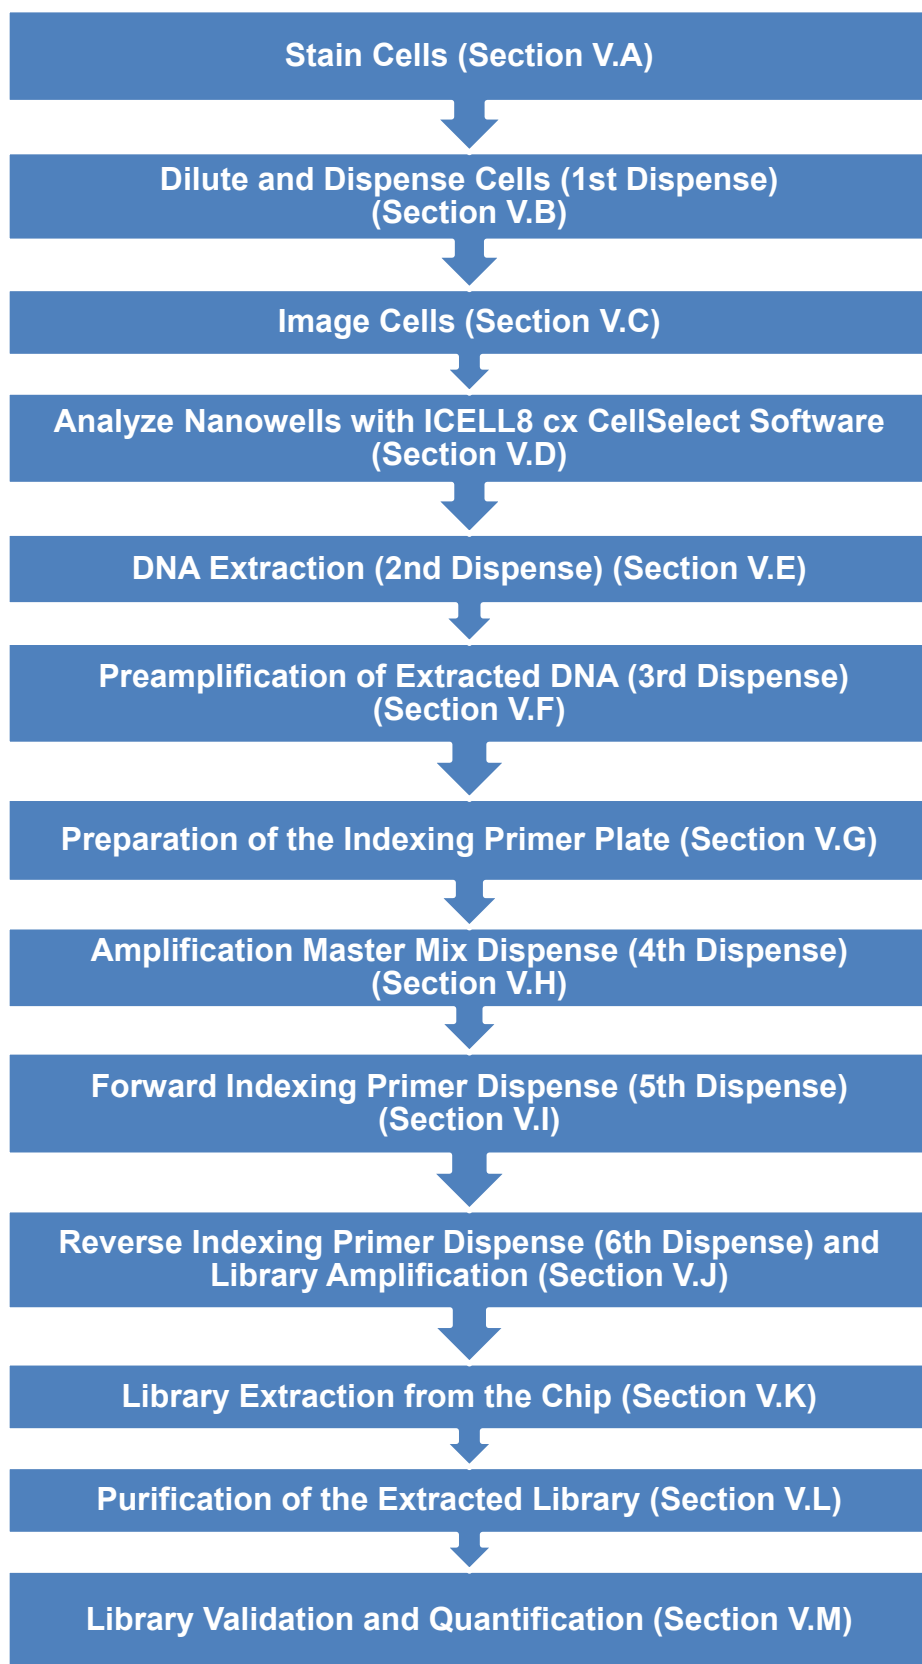 Stain Cells (Section V.A)
Dilute and Dispense Cells (1st Dispense)
(Section V.B)
Image Cells (Section V.C)
Analyze Nanowells with ICELL8 cx CellSelect Software
(Section V.D)
DNA Extraction (2nd Dispense) (Section V.E)
Preamplification of Extracted DNA (3rd Dispense)
(Section V.F)
Preparation of the Indexing Primer Plate (Section V.G)
Amplification Master Mix Dispense (4th Dispense)
(Section V.H)
Forward Indexing Primer Dispense (5th Dispense)
(Section V.I)
Reverse Indexing Primer Dispense (6th Dispense) and
Library Amplification (Section V.J)
Library Extraction from the Chip (Section V.K)
Purification of the Extracted Library (Section V.L)
Library Validation and Quantification (Section V.M)